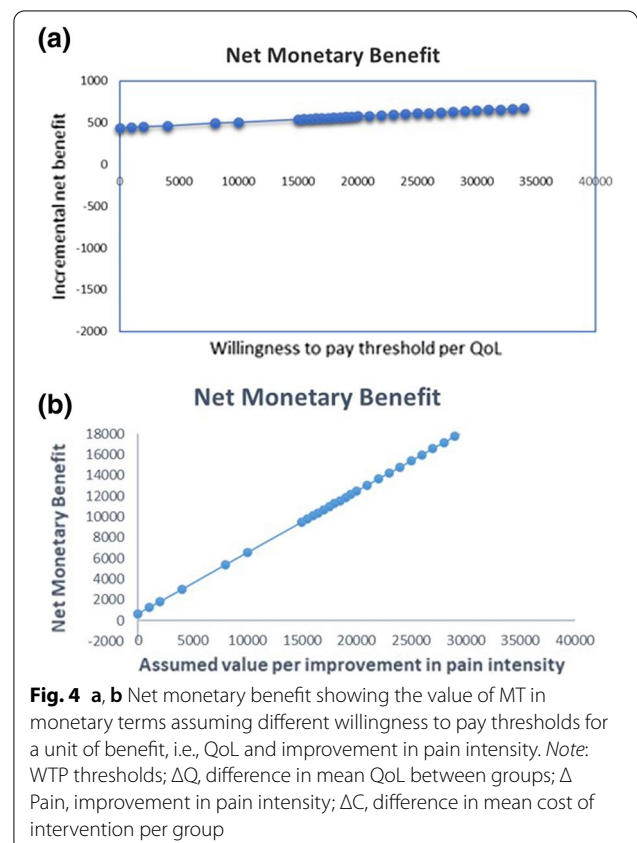 (a)
Net Monetary Benefit
Incremental net benefit
1000
500
0
-500
-1000
-1500
-2000
0 5000 10000 15000 20000 25000 30000 35000 40000
Willingness to pay threshold per QoL
(b)
Net Monetary Benefit
Net Monetary Benefit
18000
16000
14000
12000
10000
8000
6000
4000
2000
0
-2000
0 5000 10000 15000 20000 25000 30000 35000 40000
Assumed value per improvement in pain intensity
Fig. 4 a, b Net monetary benefit showing the value of MT in
monetary terms assuming different willingness to pay thresholds for
a unit of benefit, i.e., QoL and improvement in pain intensity. Note:
WTP thresholds; ΔQ, difference in mean QoL between groups; Δ
Pain, improvement in pain intensity; ΔC, difference in mean cost of
intervention per group